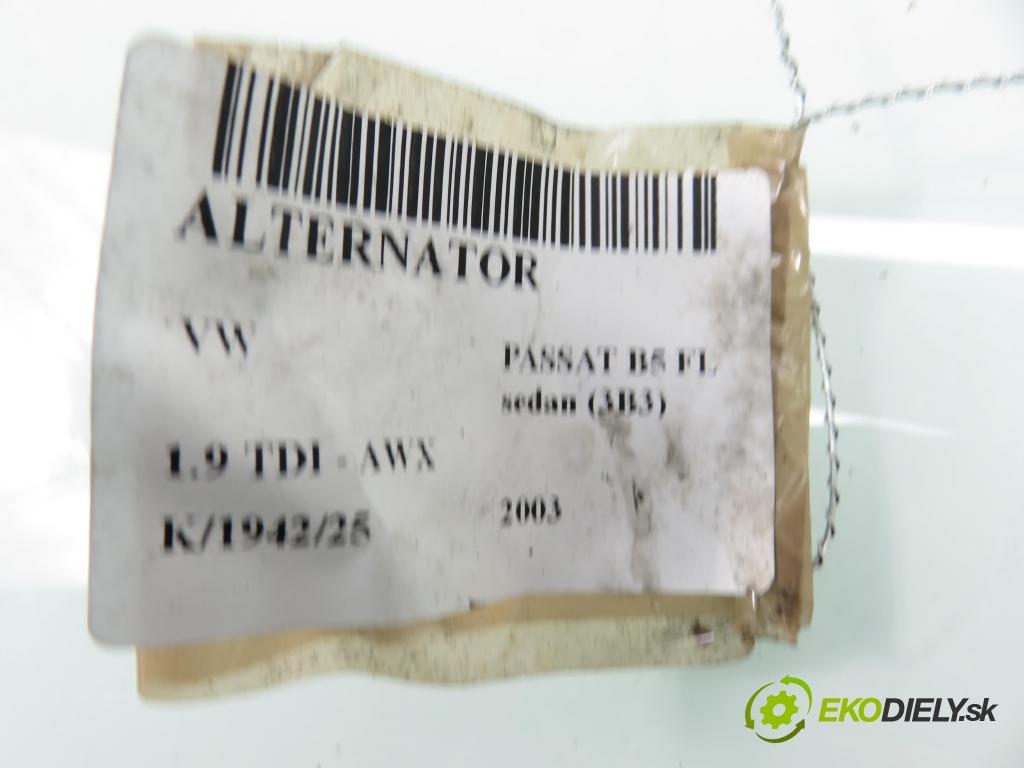 ALTERNATOR
VW
PASSAT B5 FL
sedan (3B3)
1.9 TDI - AWX
2003
K/1942/25
EKODIELY.sk